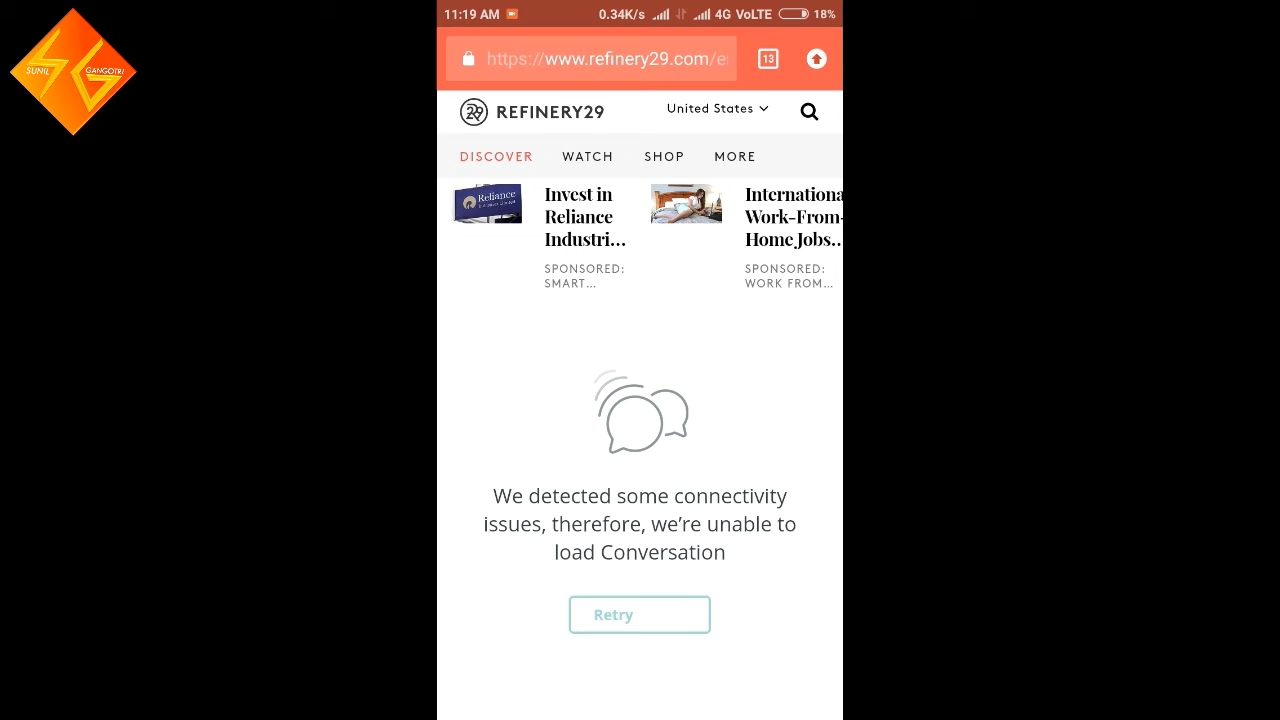 SUNIL GANGOTRI
11:19 AM 0.34K/s 4G VoLTE 18%
https://www.refinery29.com/e
13
29 REFINERY29 United States
DISCOVER WATCH SHOP MORE
Reliance
Invest in
Reliance
Industri...
SPONSORED:
SMART...
Internationa
Work-From-
Home Jobs..
SPONSORED:
WORK FROM...
We detected some connectivity
issues, therefore, we're unable to
load Conversation
Retry